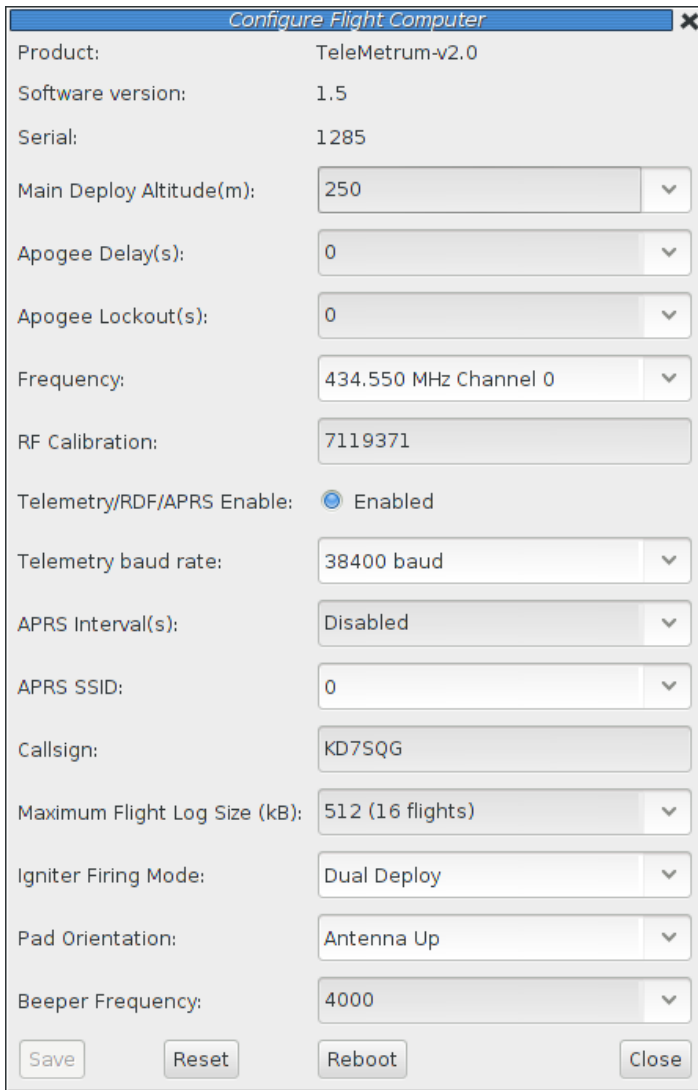 Configure Flight Computer
Product: TeleMetrum-v2.0
Software version: 1.5
Serial: 1285
Main Deploy Altitude(m): 250
Apogee Delay(s): 0
Apogee Lockout(s): 0
Frequency: 434.550 MHz Channel 0
RF Calibration: 7119371
Telemetry/RDF/APRS Enable: Enabled
Telemetry baud rate: 38400 baud
APRS Interval(s): Disabled
APRS SSID: 0
Callsign: KD7SQG
Maximum Flight Log Size (kB): 512 (16 flights)
Igniter Firing Mode: Dual Deploy
Pad Orientation: Antenna Up
Beeper Frequency: 4000
Save Reset Reboot Close